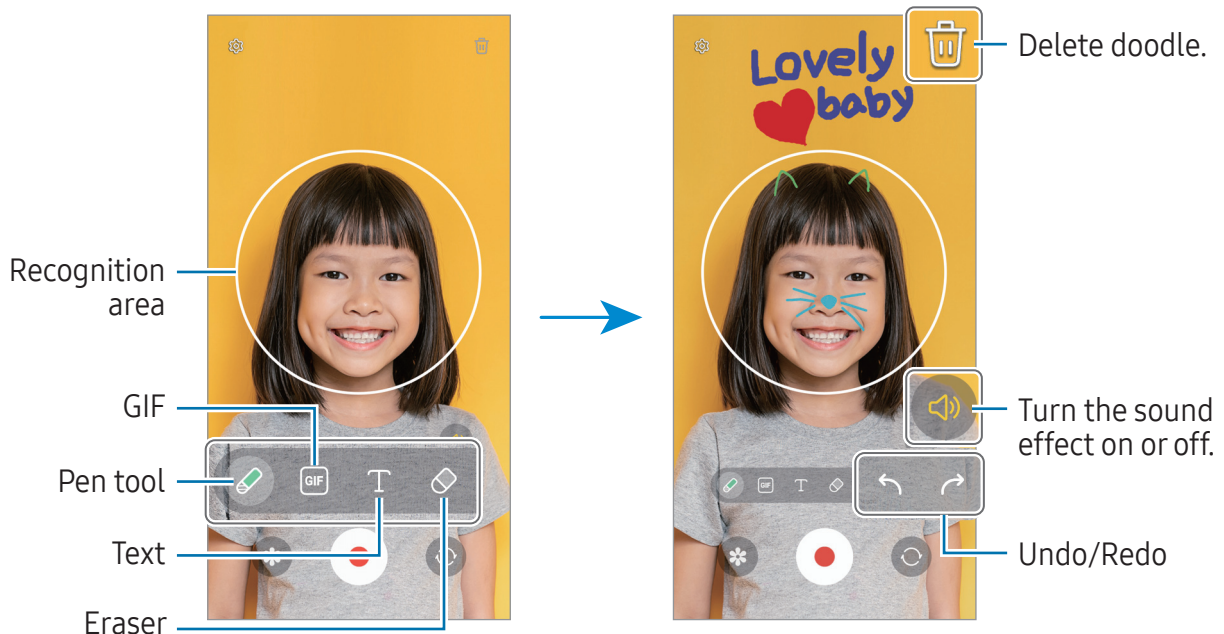 Recognition
area
GIF
Pen tool
Text
Eraser
GIF
T
Lovely
baby
GIF
T
Delete doodle.
Turn the sound
effect on or off.
Undo/Redo